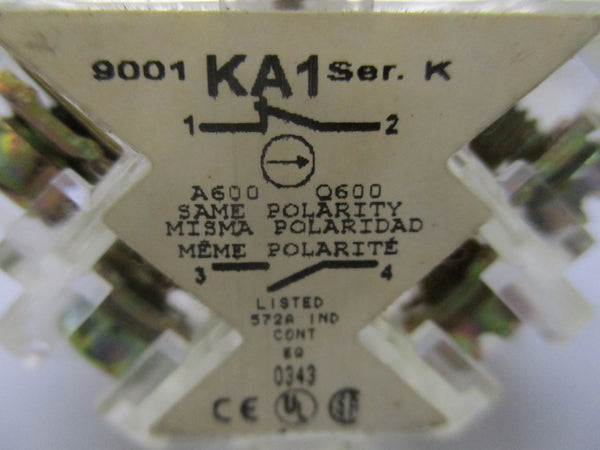 9001 KA1 Ser. K
1 2
A600 Q600
SAME POLARITY
MISMA POLARIDAD
MÊME POLARITÉ
3 4
LISTED
572A IND
CONT
EQ
0343
CE UL